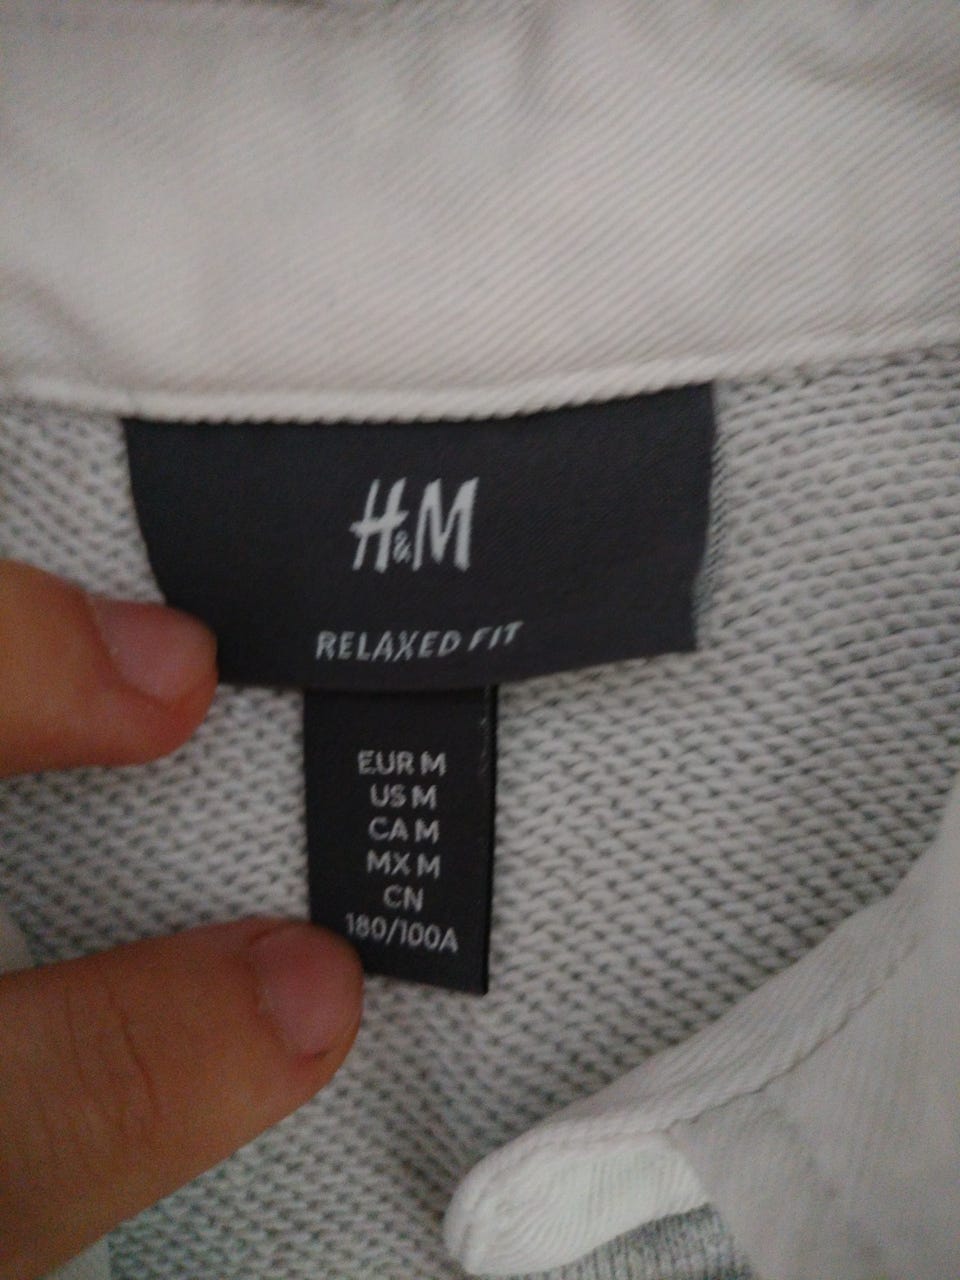 H&M
RELAXED FIT
EUR M
US M
CA M
MX M
CN
180/100A